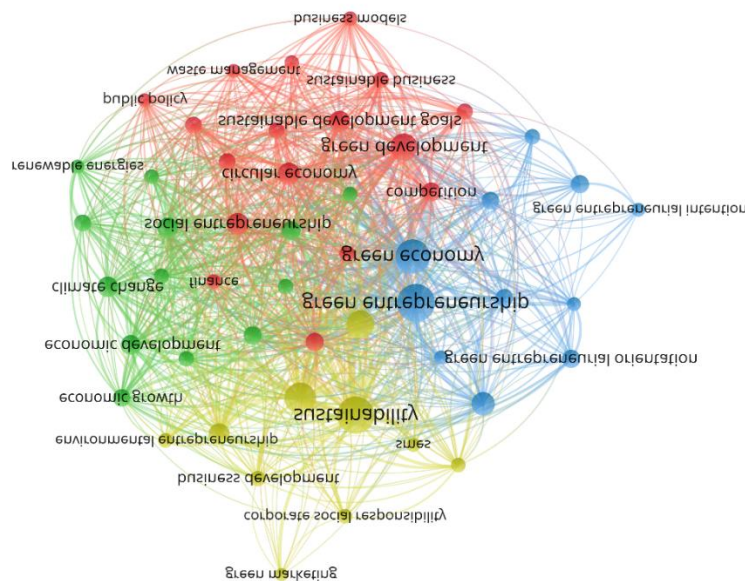 business models
waste management
sustainable business
public policy
sustainable development goals
green development
renewable energies
circular economy
competition
green entrepreneurial intention
social entrepreneurship
green economy
climate change
finance
green entrepreneurship
economic development
green entrepreneurial orientation
economic growth
sustainability
environmental entrepreneurship
smes
business development
corporate social responsibility
green marketing